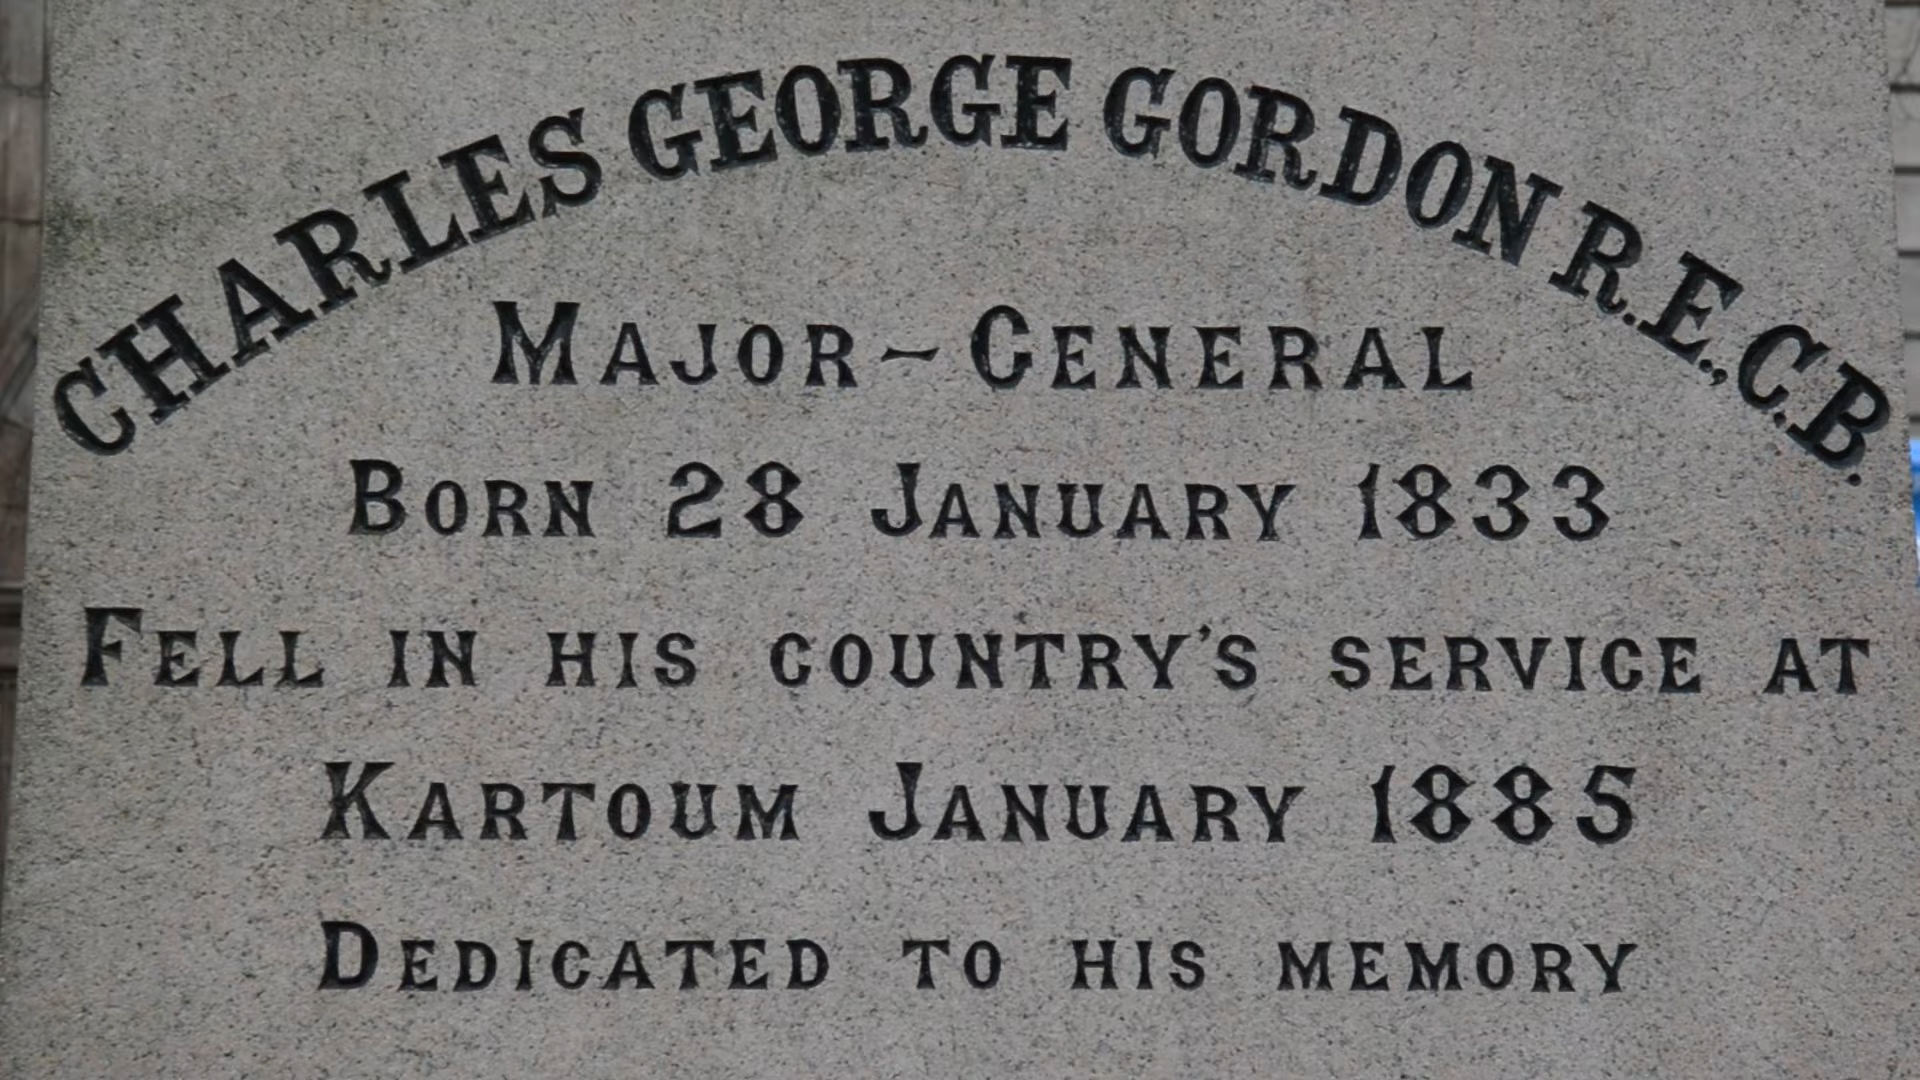 CHARLES GEORGE GORDON R.E.,C.B.
MAJOR-GENERAL
BORN 28 JANUARY 1833
FELL IN HIS COUNTRY'S SERVICE AT
KARTOUM JANUARY 1885
DEDICATED TO HIS MEMORY